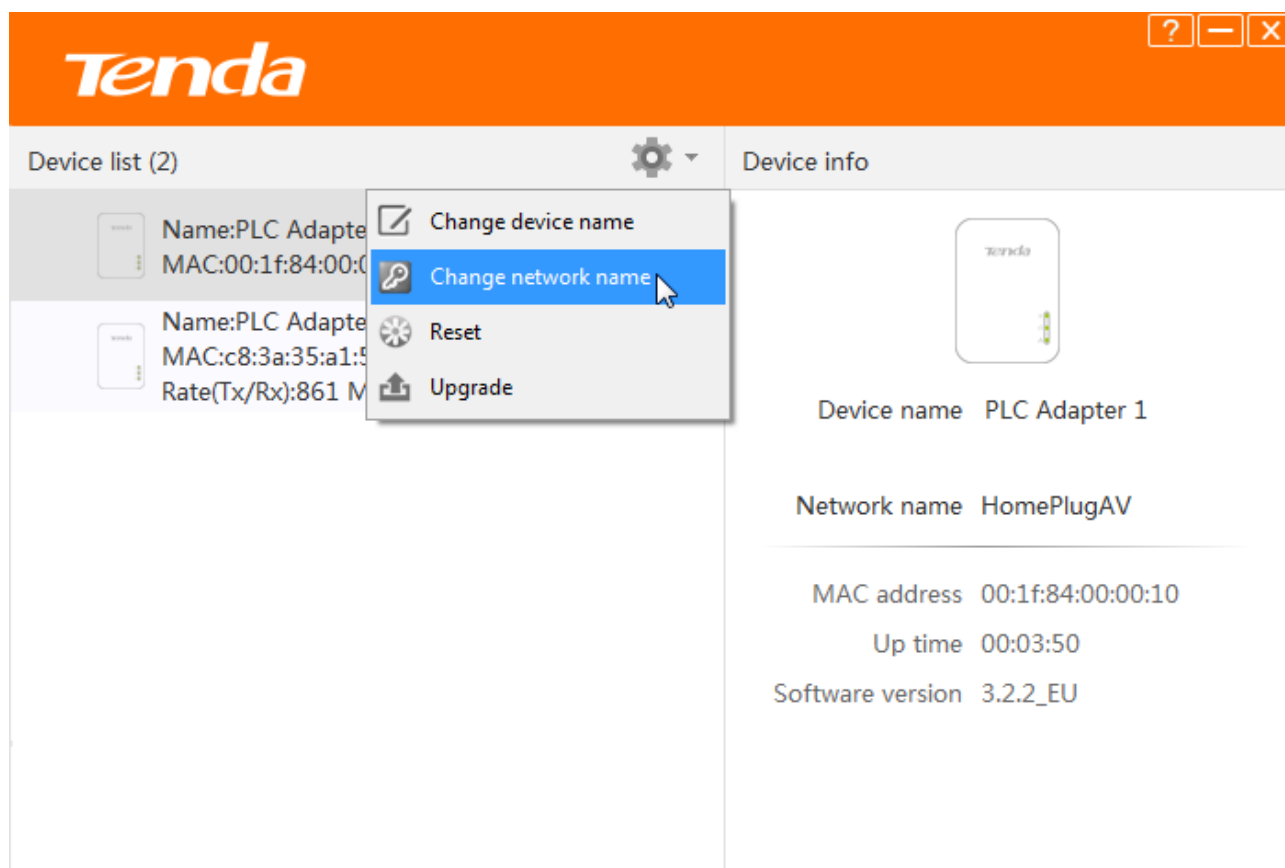 Tenda
Device list (2)
Device info
Name:PLC Adapte
MAC:00:1f:84:00:0
Name:PLC Adapte
MAC:c8:3a:35:a1:5
Rate(Tx/Rx):861 M
Change device name
Change network name
Reset
Upgrade
Tenda
Device name PLC Adapter 1
Network name HomePlugAV
MAC address 00:1f:84:00:00:10
Up time 00:03:50
Software version 3.2.2_EU